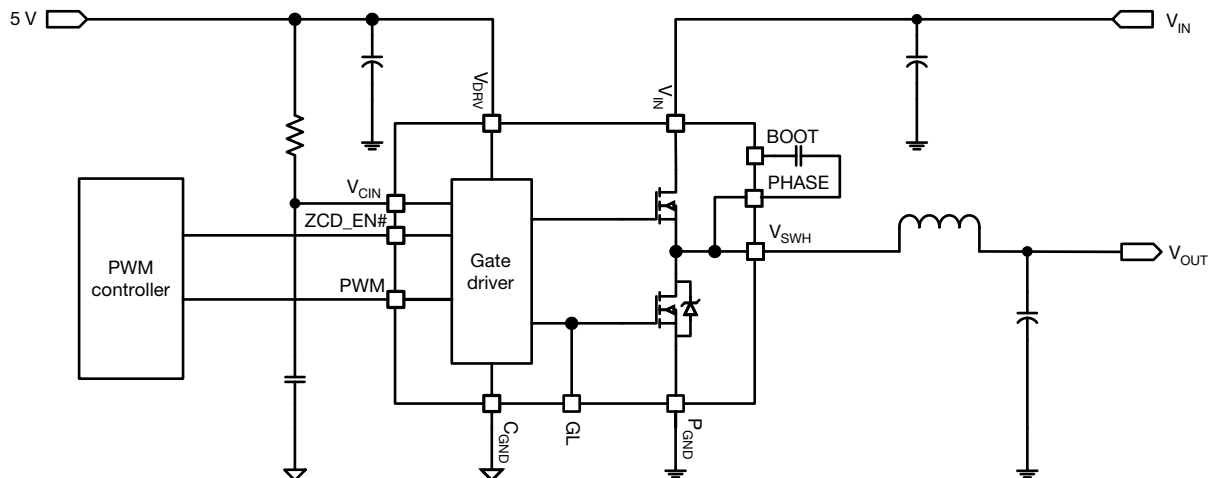 5 V
V_IN
V_DRV
V_IN
BOOT
PHASE
V_CIN
ZCD_EN#
V_SWH
PWM
controller
Gate
driver
PWM
V_OUT
C_GND
GL
P_GND